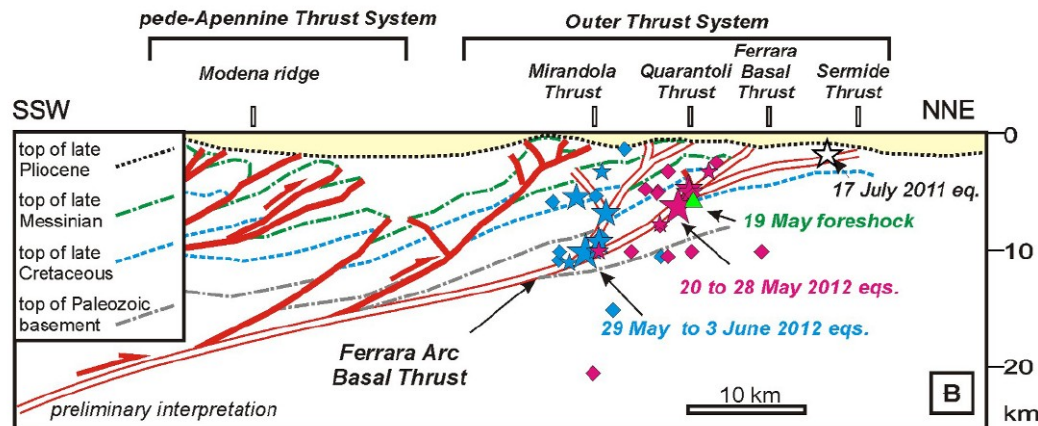 pede-Apennine Thrust System
Outer Thrust System
Modena ridge
Mirandola
Thrust
Quarantoli
Thrust
Ferrara
Basal
Thrust
Sermide
Thrust
SSW
NNE
top of late
Pliocene
top of late
Messinian
top of late
Cretaceous
top of Paleozoic
basement
0
10
20
km
17 July 2011 eq.
19 May foreshock
20 to 28 May 2012 eqs.
29 May to 3 June 2012 eqs.
Ferrara Arc
Basal Thrust
10 km
B
preliminary interpretation